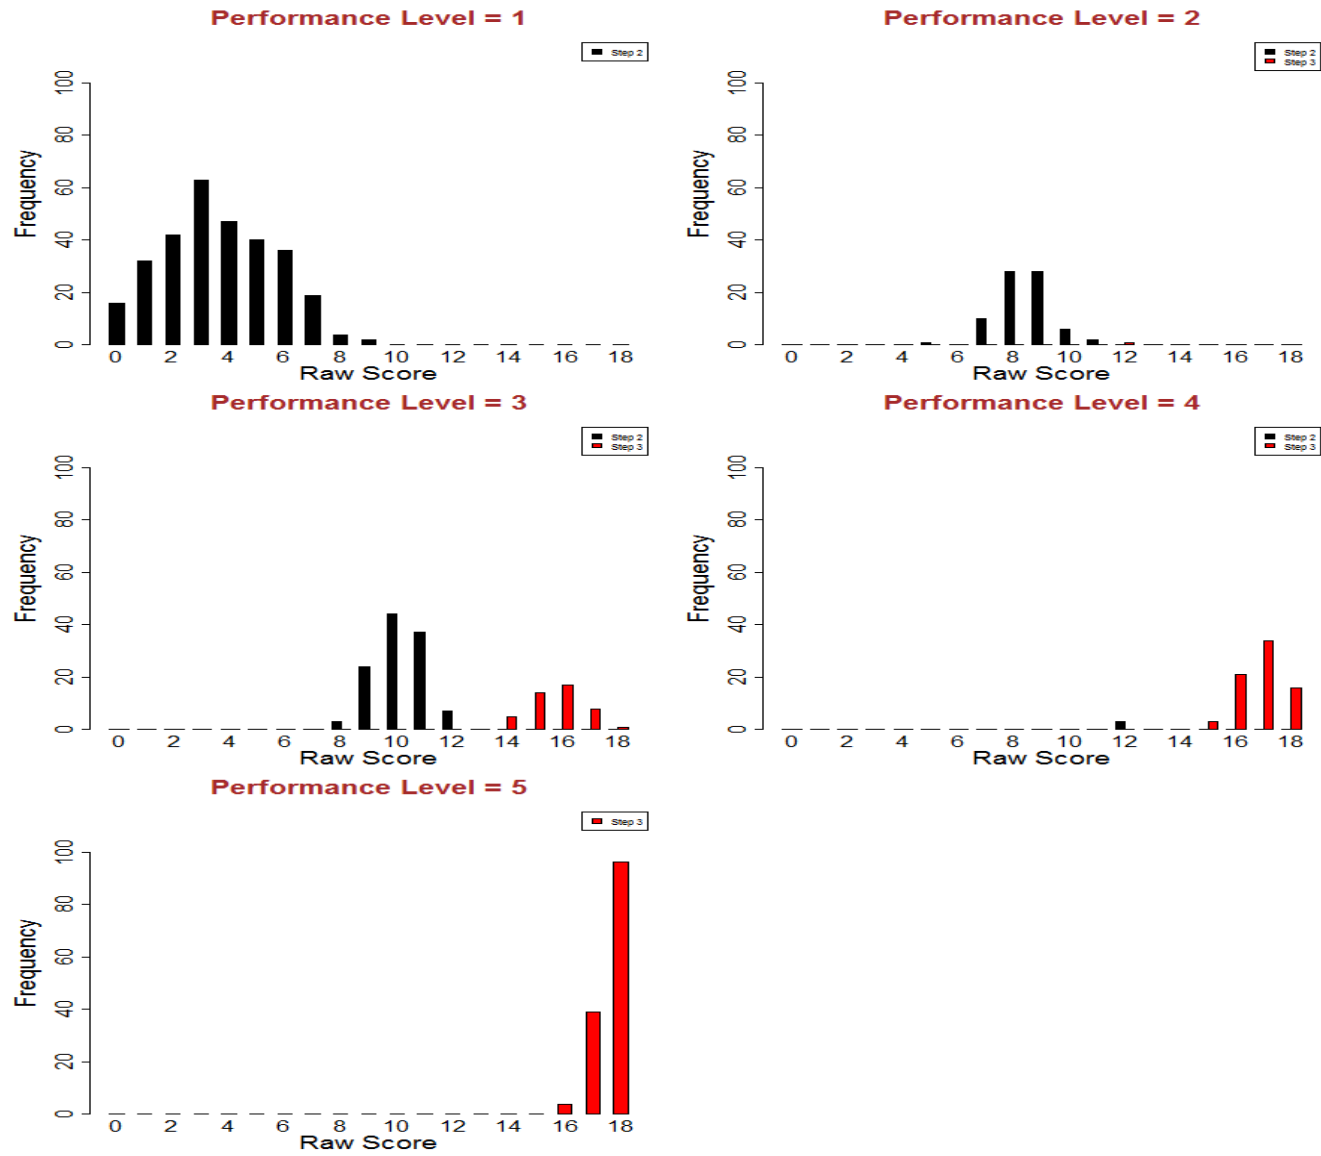 Performance Level = 1
Step 2
Frequency
0 20 40 60 80 100
0 2 4 6 8 10 12 14 16 18
Raw Score
Performance Level = 2
Step 2
Step 3
Frequency
0 20 40 60 80 100
0 2 4 6 8 10 12 14 16 18
Raw Score
Performance Level = 3
Step 2
Step 3
Frequency
0 20 40 60 80 100
0 2 4 6 8 10 12 14 16 18
Raw Score
Performance Level = 4
Step 2
Step 3
Frequency
0 20 40 60 80 100
0 2 4 6 8 10 12 14 16 18
Raw Score
Performance Level = 5
Step 3
Frequency
0 20 40 60 80 100
0 2 4 6 8 10 12 14 16 18
Raw Score